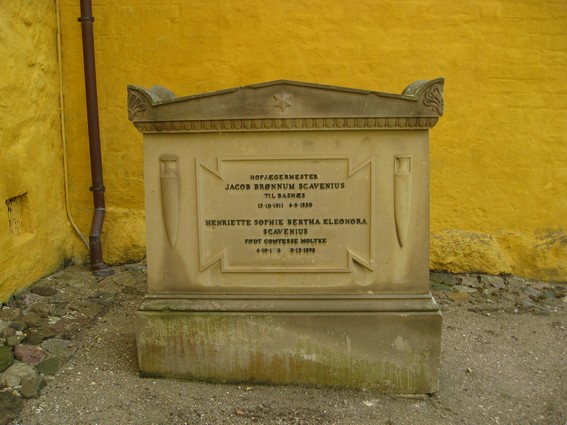 HOFJÆGERMESTER
JACOB BRØNNUM SCAVENIUS
TIL BASNÆS
HENRIETTE SOPHIE BERTHA ELEONORA
SCAVENIUS
FØDT COMTESSE MOLTKE